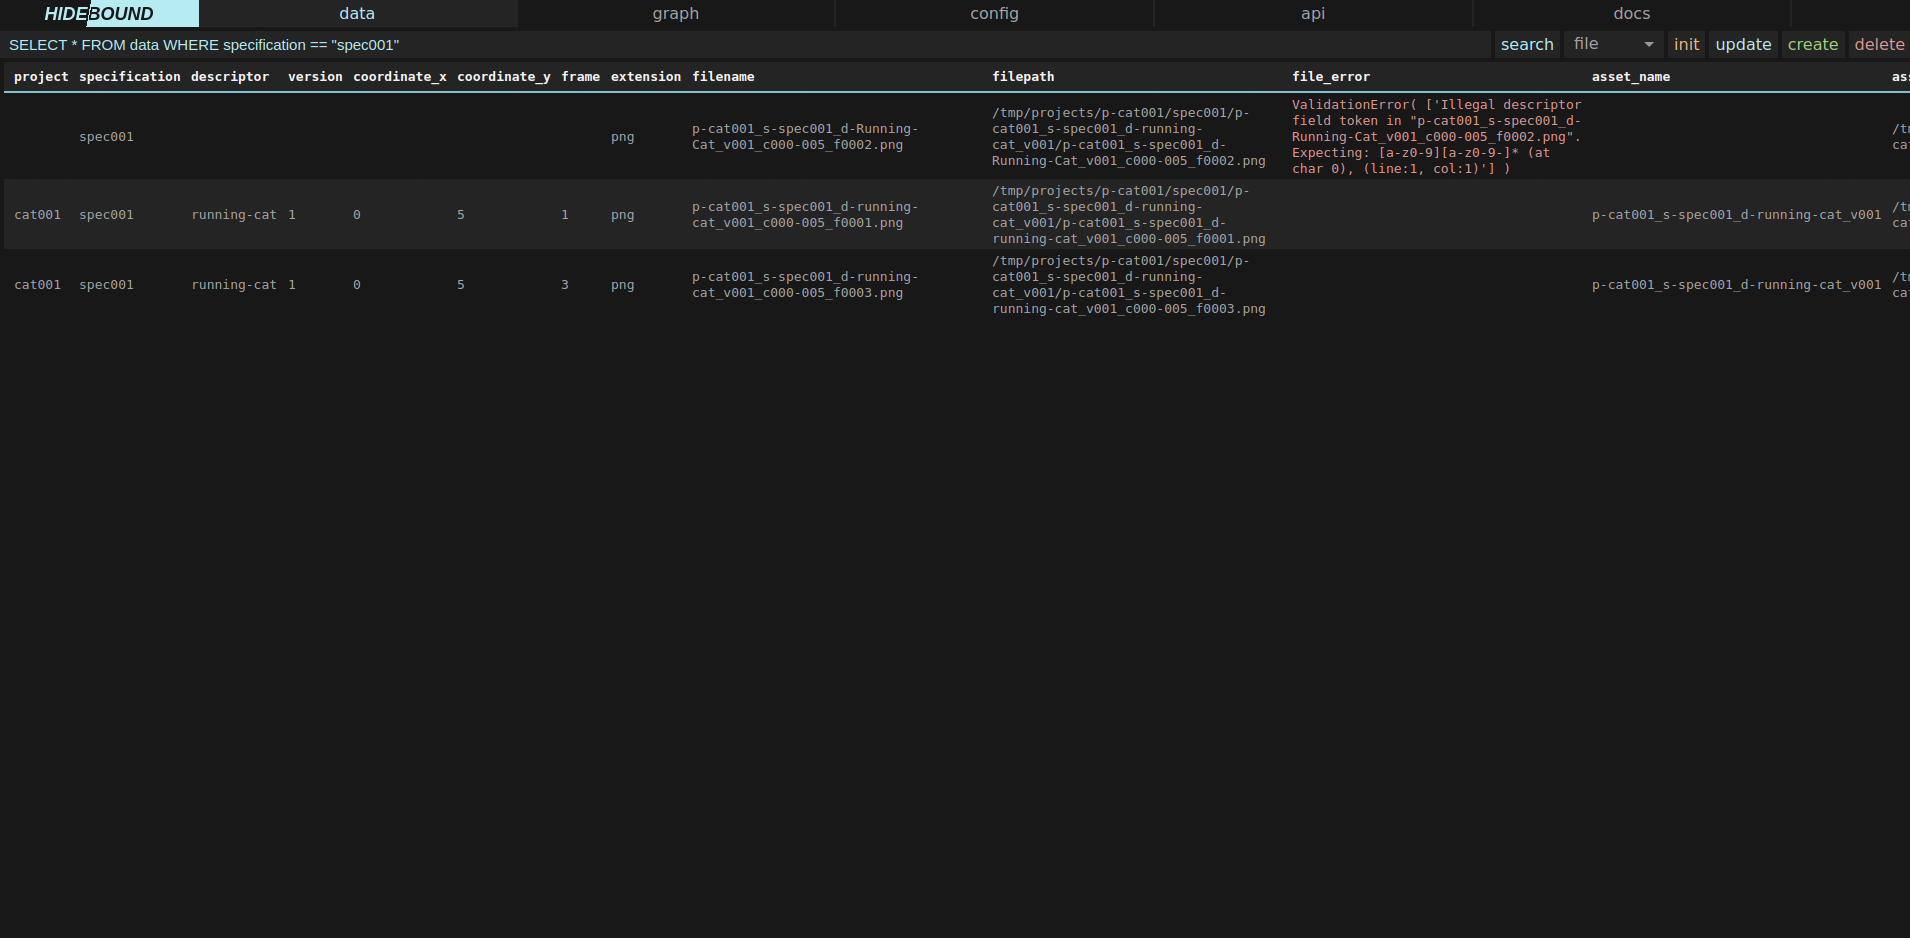 HIDEBOUND data graph config api docs
SELECT * FROM data WHERE specification == "spec001" search file init update create delete
project specification descriptor version coordinate_x coordinate_y frame extension filename filepath file_error asset_name ass
spec001 png
p-cat001_s-spec001_d-Running-
Cat_v001_c000-005_f0002.png
/tmp/projects/p-cat001/spec001/p-
cat001_s-spec001_d-running-
cat_v001/p-cat001_s-spec001_d-
Running-Cat_v001_c000-005_f0002.png
ValidationError( ['Illegal descriptor
field token in "p-cat001_s-spec001_d-
Running-Cat_v001_c000-005_f0002.png".
Expecting: [a-z0-9][a-z0-9-]* (at
char 0), (line:1, col:1)'] )
/tm
cat
cat001 spec001 running-cat 1 0 5 1 png
p-cat001_s-spec001_d-running-
cat_v001_c000-005_f0001.png
/tmp/projects/p-cat001/spec001/p-
cat001_s-spec001_d-running-
cat_v001/p-cat001_s-spec001_d-
running-cat_v001_c000-005_f0001.png
p-cat001_s-spec001_d-running-cat_v001
/tm
cat
cat001 spec001 running-cat 1 0 5 3 png
p-cat001_s-spec001_d-running-
cat_v001_c000-005_f0003.png
/tmp/projects/p-cat001/spec001/p-
cat001_s-spec001_d-running-
cat_v001/p-cat001_s-spec001_d-
running-cat_v001_c000-005_f0003.png
p-cat001_s-spec001_d-running-cat_v001
/tm
cat